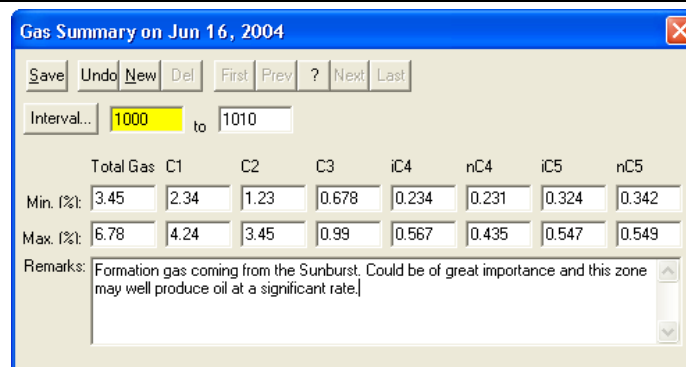 Gas Summary on Jun 16, 2004
Save Undo New Del First Prev ? Next Last
Interval... 1000 to 1010
Total Gas C1 C2 C3 iC4 nC4 iC5 nC5
Min. (%): 3.45 2.34 1.23 0.678 0.234 0.231 0.324 0.342
Max. (%): 6.78 4.24 3.45 0.99 0.567 0.435 0.547 0.549
Remarks: Formation gas coming from the Sunburst. Could be of great importance and this zone
may well produce oil at a significant rate.